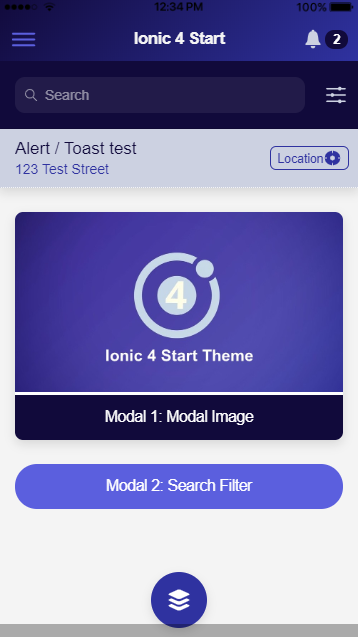 12:34 PM 100%
Ionic 4 Start 2
Search
Alert / Toast test
123 Test Street
Location
4
Ionic 4 Start Theme
Modal 1: Modal Image
Modal 2: Search Filter